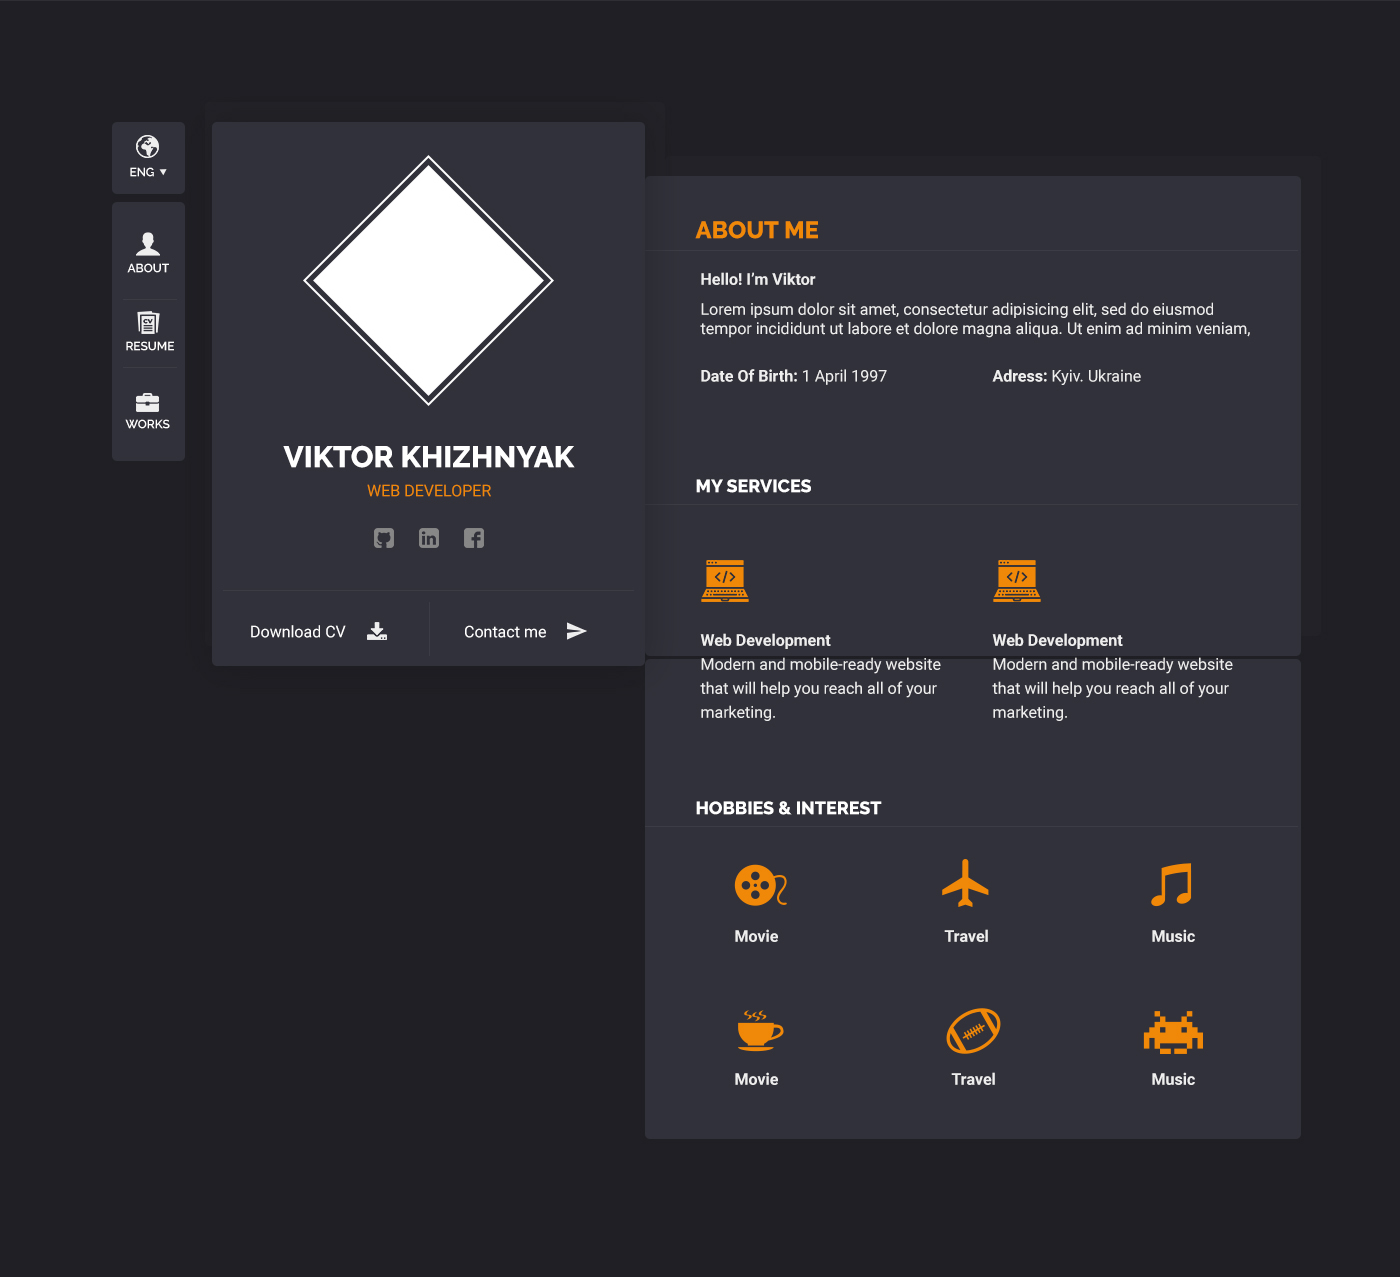 ENG ▼
ABOUT
CV
RESUME
WORKS
VIKTOR KHIZHNYAK
WEB DEVELOPER
in
Download CV
Contact me
ABOUT ME
Hello! I’m Viktor
Lorem ipsum dolor sit amet, consectetur adipisicing elit, sed do eiusmod
tempor incididunt ut labore et dolore magna aliqua. Ut enim ad minim veniam,
Date Of Birth: 1 April 1997
Adress: Kyiv. Ukraine
MY SERVICES
</>
Web Development
Modern and mobile-ready website
that will help you reach all of your
marketing.
</>
Web Development
Modern and mobile-ready website
that will help you reach all of your
marketing.
HOBBIES & INTEREST
Movie
Travel
Music
Movie
Travel
Music